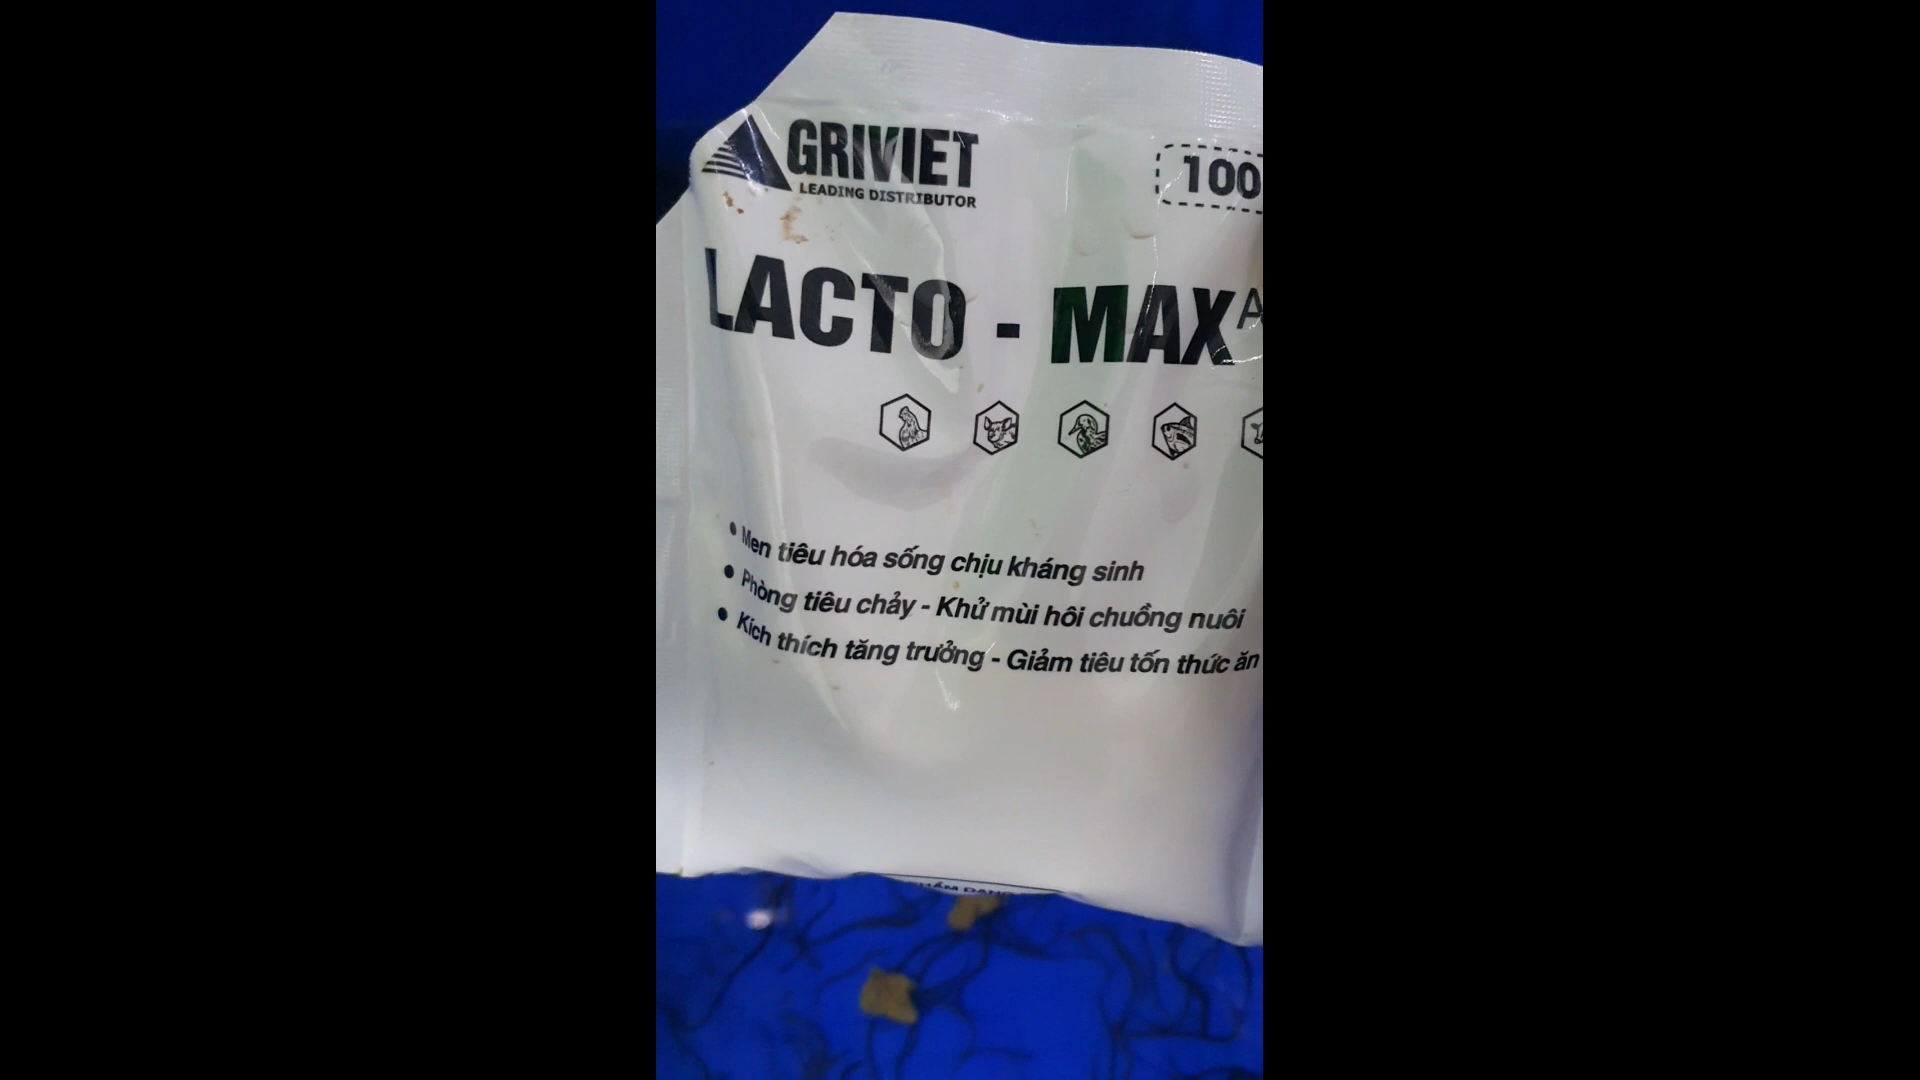 GRIVIET
LEADING DISTRIBUTOR
100
LACTO - MAX A
• Men tiêu hóa sống chịu kháng sinh
• Phòng tiêu chảy - Khử mùi hôi chuồng nuôi
• Kích thích tăng trưởng - Giảm tiêu tốn thức ăn